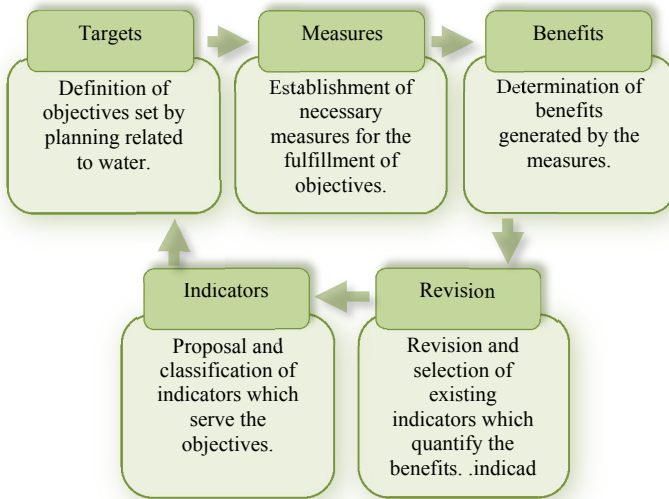 Targets
Definition of
objectives set by
planning related
to water.
Measures
Establishment of
necessary
measures for the
fulfillment of
objectives.
Benefits
Determination of
benefits
generated by the
measures.
Revision
Revision and
selection of
existing
indicators which
quantify the
benefits. .indicad
Indicators
Proposal and
classification of
indicators which
serve the
objectives.